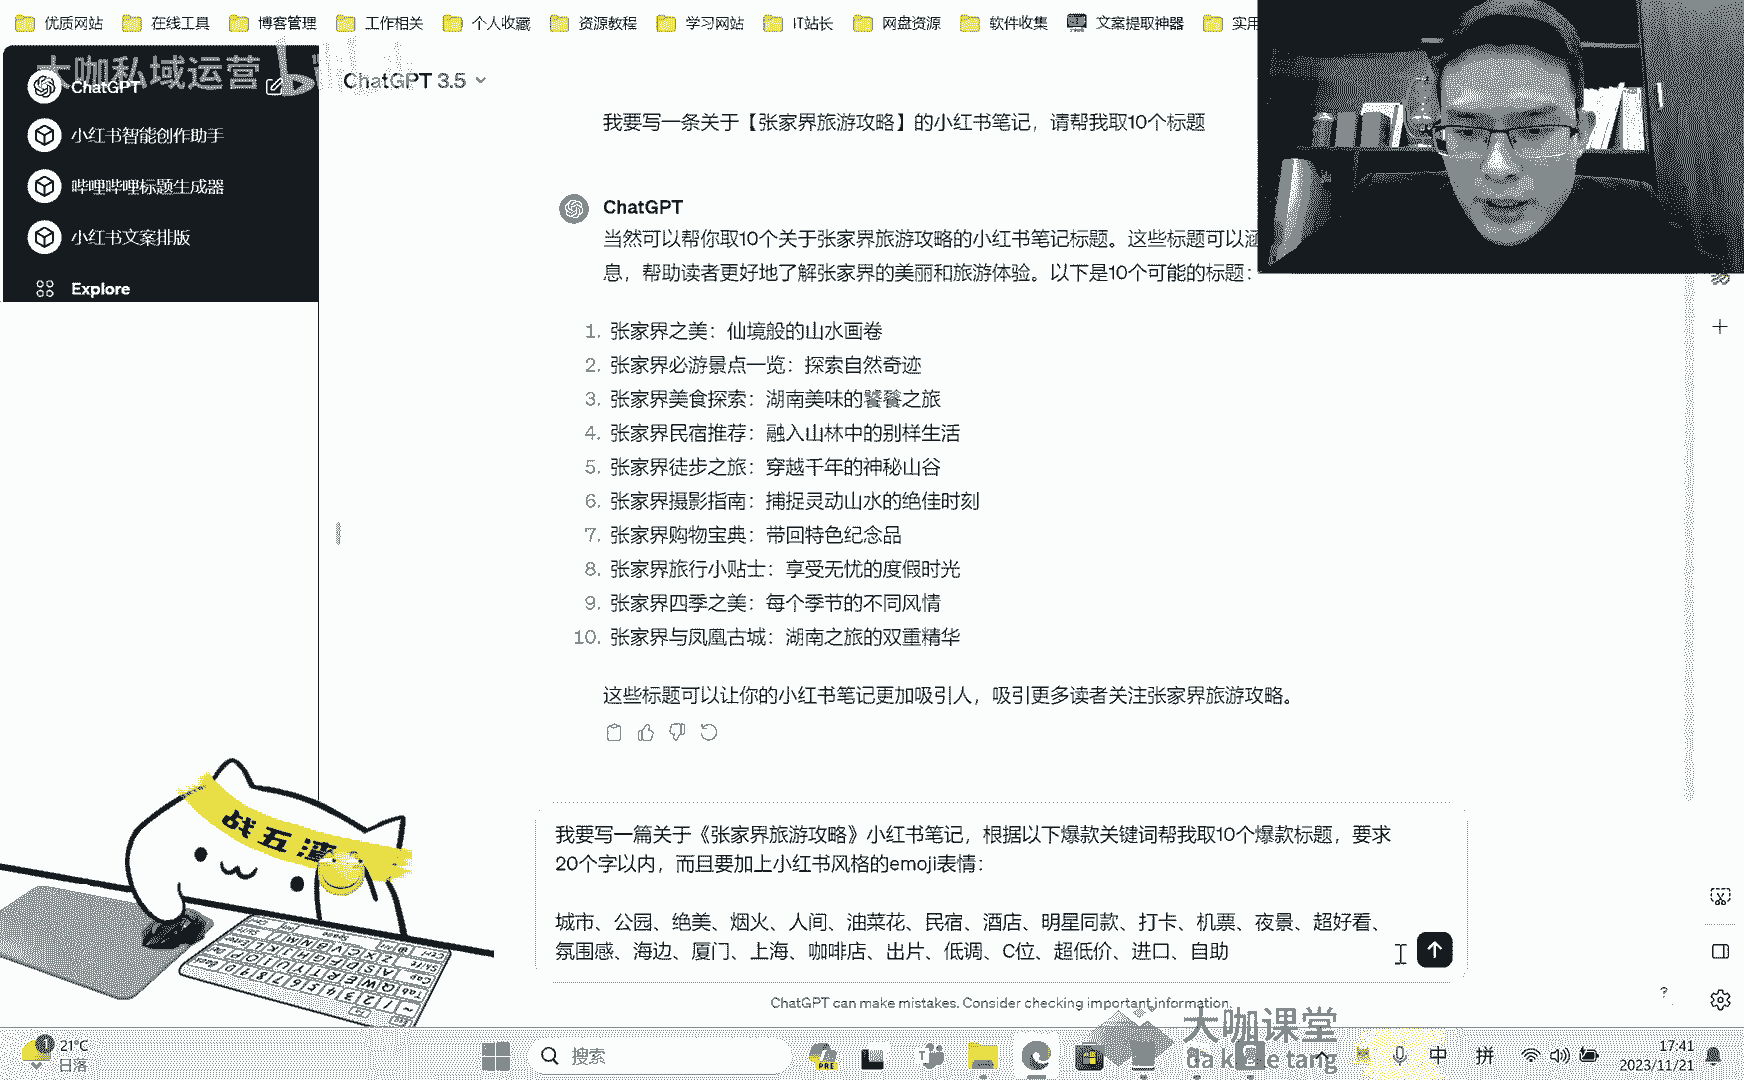 优质网站 在线工具 博客管理 工作相关 个人收藏 资源教程 学习网站 IT站长 网盘资源 软件收集 文案提取神器 实用
大咖私域运营
ChatGPT
小红书智能创作助手
哔哩哔哩标题生成器
小红书文案排版
Explore
ChatGPT 3.5
我要写一条关于【张家界旅游攻略】的小红书笔记，请帮我取10个标题
ChatGPT
当然可以帮你取10个关于张家界旅游攻略的小红书笔记标题。这些标题可以涵
息，帮助读者更好地了解张家界的美丽和旅游体验。以下是10个可能的标题：
1. 张家界之美：仙境般的山水画卷
2. 张家界必游景点一览：探索自然奇迹
3. 张家界美食探索：湖南美味的饕餮之旅
4. 张家界民宿推荐：融入山林中的别样生活
5. 张家界徒步之旅：穿越千年的神秘山谷
6. 张家界摄影指南：捕捉灵动山水的绝佳时刻
7. 张家界购物宝典：带回特色纪念品
8. 张家界旅行小贴士：享受无忧的度假时光
9. 张家界四季之美：每个季节的不同风情
10. 张家界与凤凰古城：湖南之旅的双重精华
这些标题可以让你的小红书笔记更加吸引人，吸引更多读者关注张家界旅游攻略。
我要写一篇关于《张家界旅游攻略》小红书笔记，根据以下爆款关键词帮我取10个爆款标题，要求
20个字以内，而且要加上小红书风格的emoji表情：
城市、公园、绝美、烟火、人间、油菜花、民宿、酒店、明星同款、打卡、机票、夜景、超好看、
氛围感、海边、厦门、上海、咖啡店、出片、低调、C位、超低价、进口、自助
ChatGPT can make mistakes. Consider checking important information.
?
战五渣
大咖课堂
da ka ke tang
21°C
日落
搜索
PRE
中
拼
17:41
2023/11/21